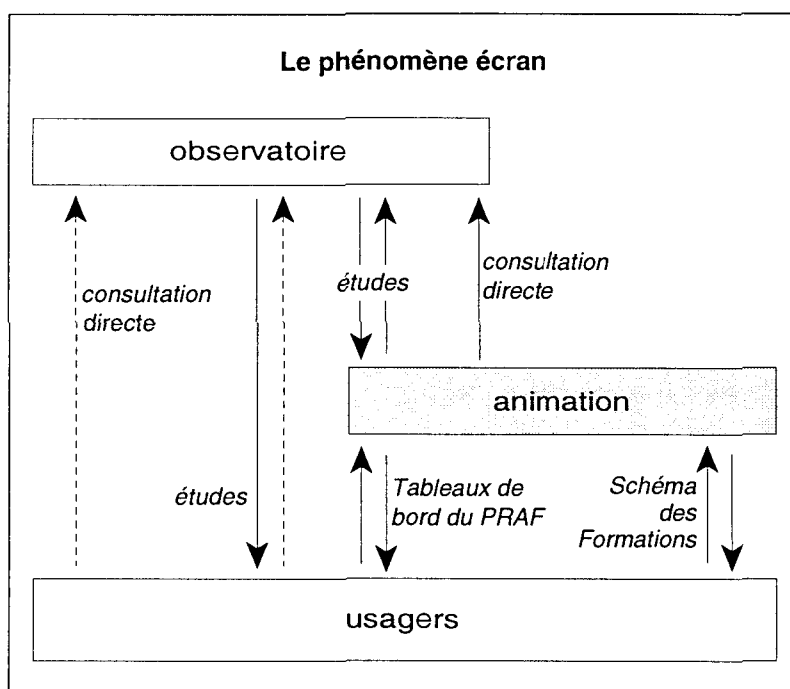 Le phénomène écran
observatoire
consultation
directe
études
consultation
directe
animation
études
Tableaux de
bord du PRAF
Schéma
des
Formations
usagers